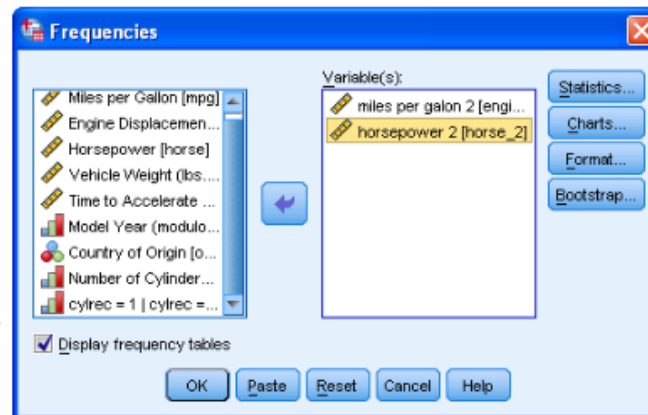 Frequencies
Miles per Gallon [mpg]
Engine Displacemen...
Horsepower [horse]
Vehicle Weight (lbs....
Time to Accelerate ...
Model Year (modulo...
Country of Origin [o...
Number of Cylinder...
cylrec = 1 | cylrec =...
Variable(s):
miles per galon 2 [engi...
horsepower 2 [horse_2]
Statistics...
Charts...
Format...
Bootstrap...
Display frequency tables
OK Paste Reset Cancel Help